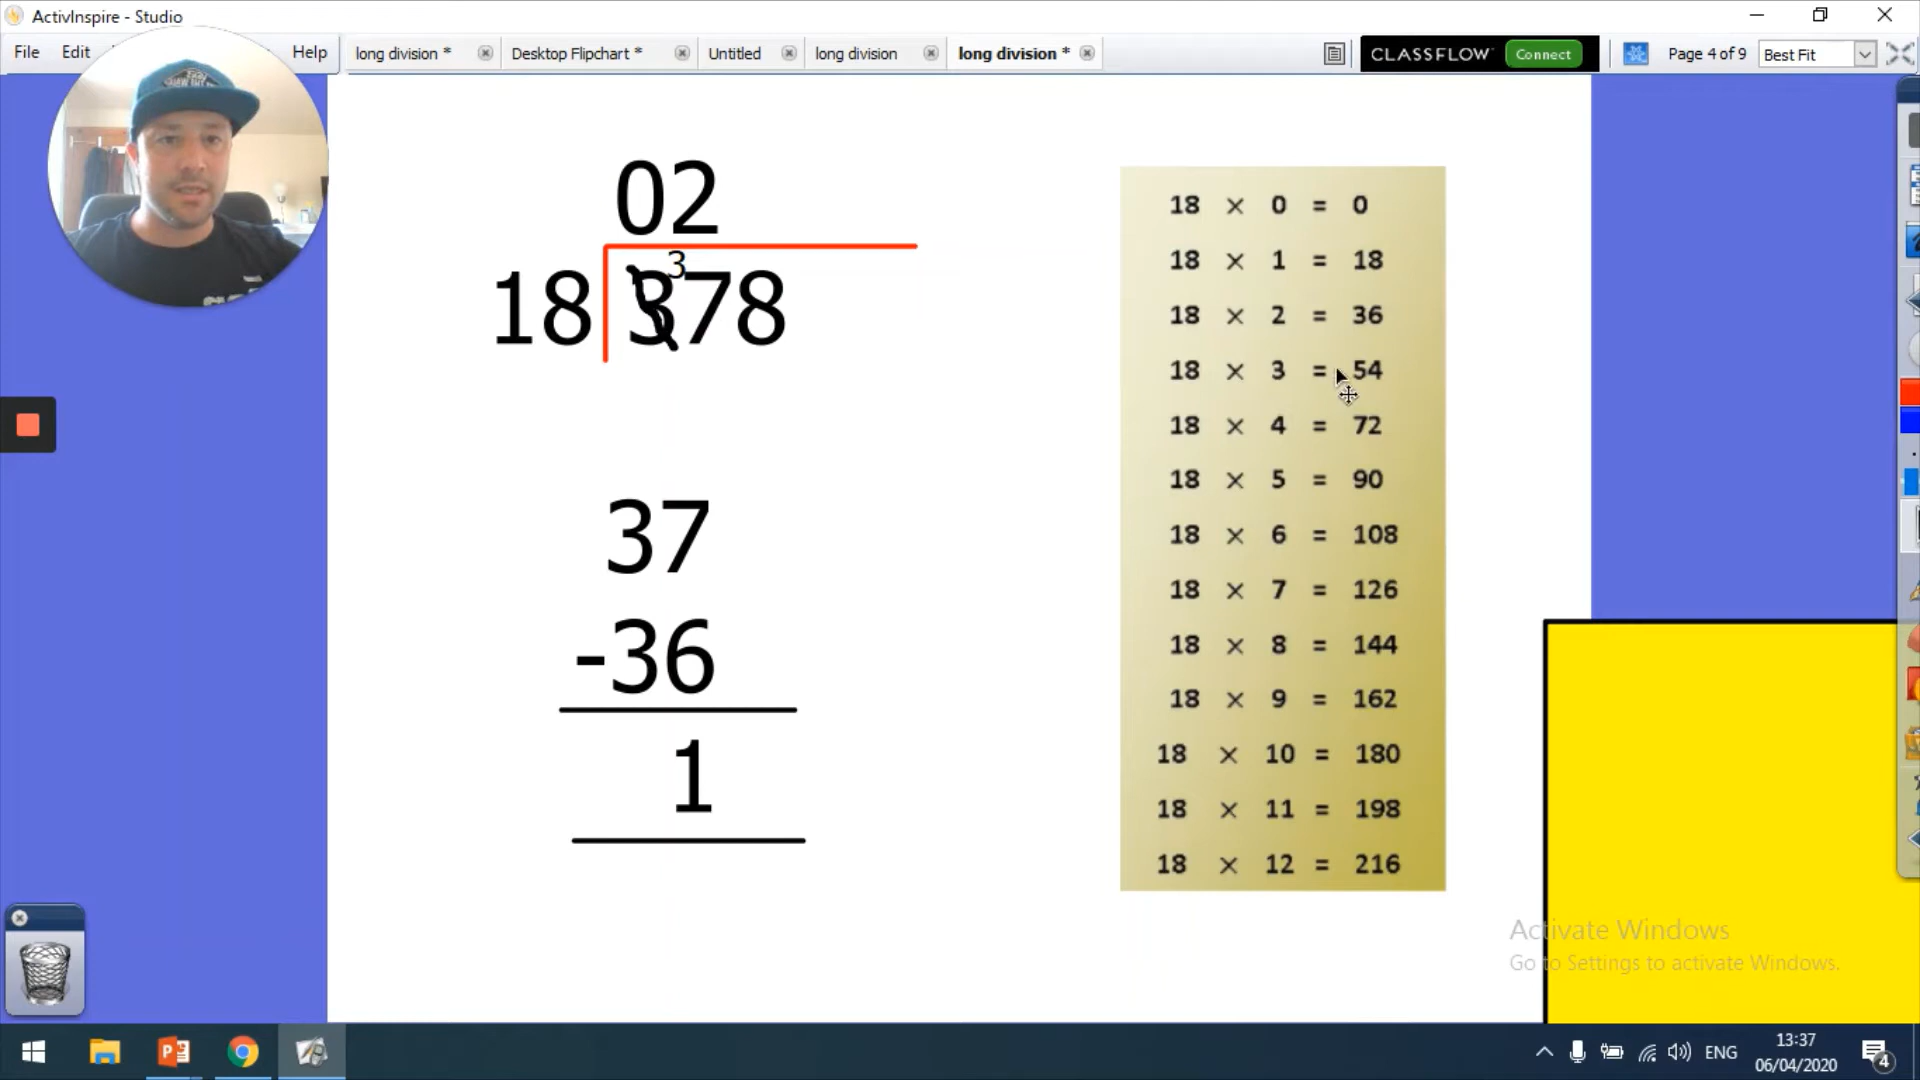 ActivInspire - Studio
File Edit Help
long division * Desktop Flipchart * Untitled long division long division *
CLASSFLOW Connect Page 4 of 9 Best Fit
02
3
18 378
37
-36
1
18 × 0 = 0
18 × 1 = 18
18 × 2 = 36
18 × 3 = 54
18 × 4 = 72
18 × 5 = 90
18 × 6 = 108
18 × 7 = 126
18 × 8 = 144
18 × 9 = 162
18 × 10 = 180
18 × 11 = 198
18 × 12 = 216
Activate Windows
Go to Settings to activate Windows.
ENG
13:37
06/04/2020
4